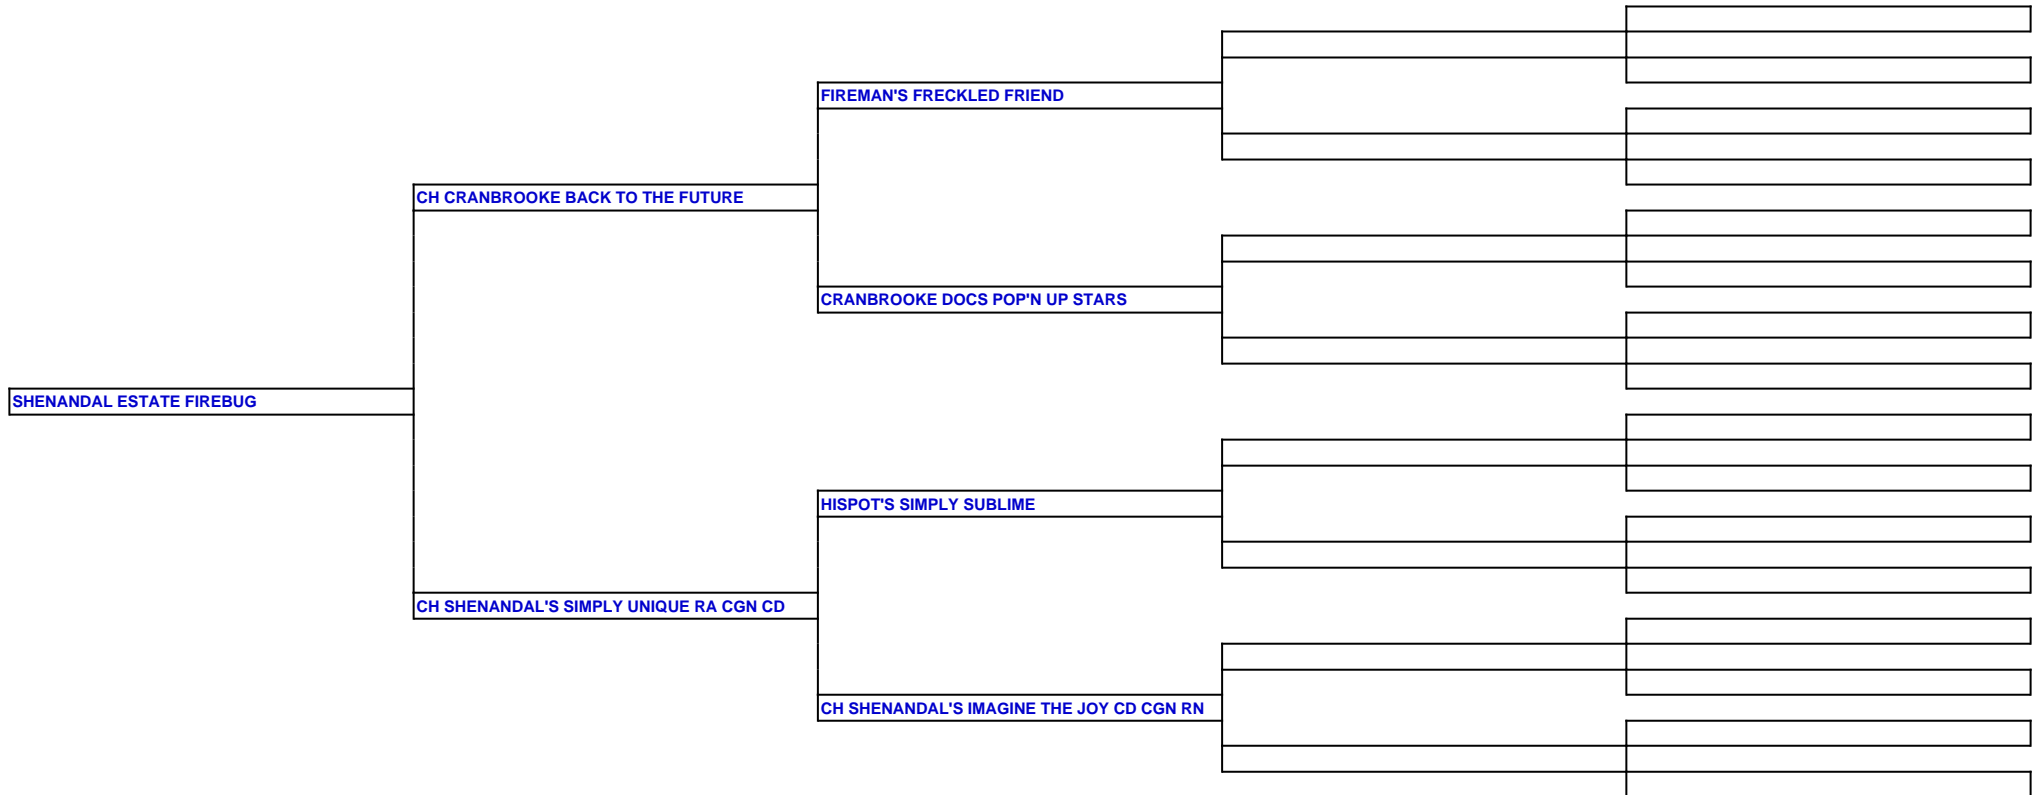 FIREMAN'S FRECKLED FRIEND
CH CRANBROOKE BACK TO THE FUTURE
CRANBROOKE DOCS POP'N UP STARS
SHENANDAL ESTATE FIREBUG
HISPOT'S SIMPLY SUBLIME
CH SHENANDAL'S SIMPLY UNIQUE RA CGN CD
CH SHENANDAL'S IMAGINE THE JOY CD CGN RN